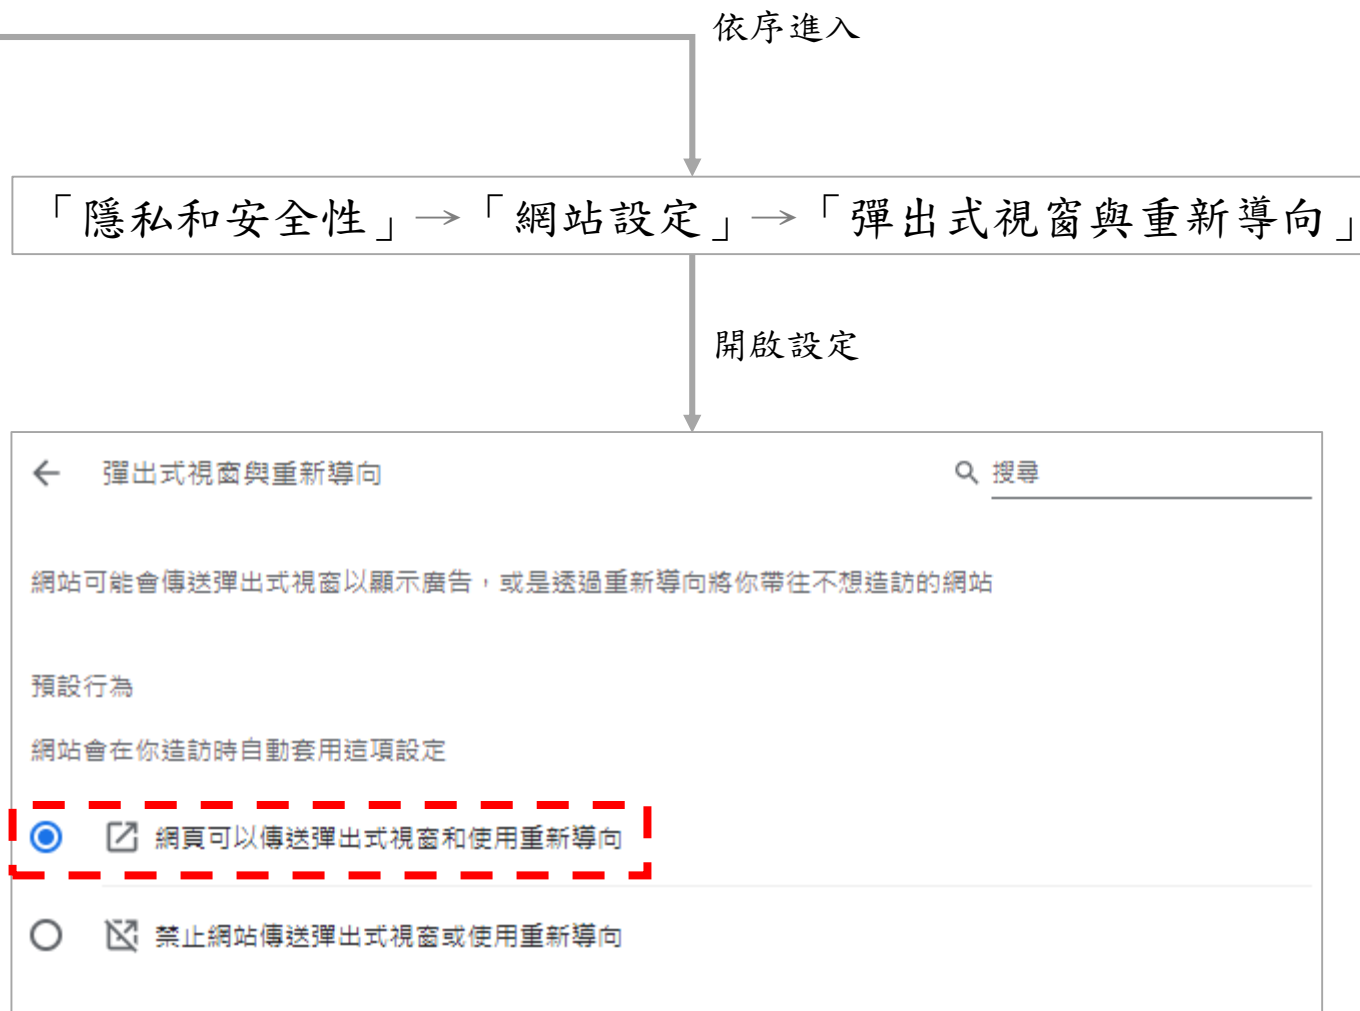 依序進入
「隱私和安全性」→「網站設定」→「彈出式視窗與重新導向」
開啟設定
彈出式視窗與重新導向
搜尋
網站可能會傳送彈出式視窗以顯示廣告，或是透過重新導向將你帶往不想造訪的網站
預設行為
網站會在你造訪時自動套用這項設定
網頁可以傳送彈出式視窗和使用重新導向
禁止網站傳送彈出式視窗或使用重新導向